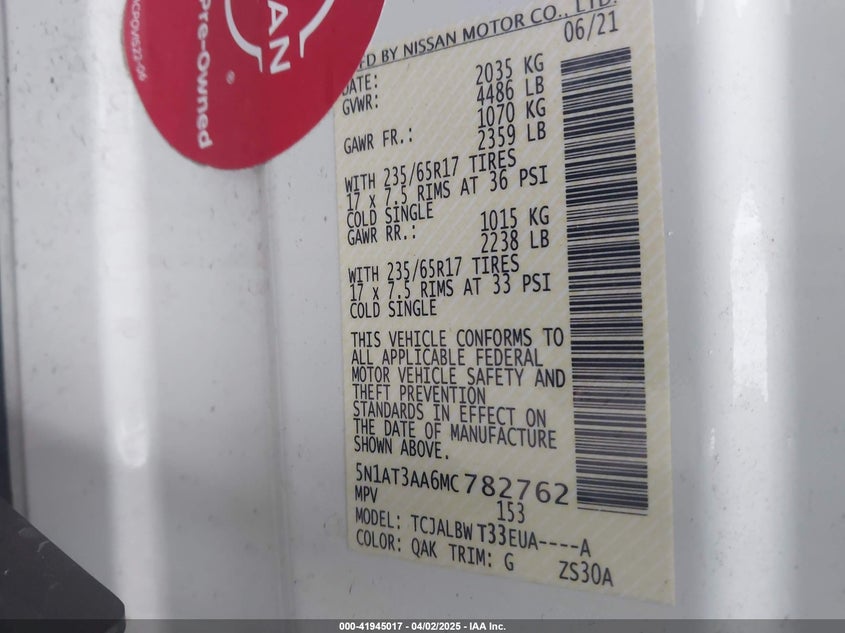 MFD BY NISSAN MOTOR CO., LTD.
DATE: 06/21
GVWR: 2035 KG
4486 LB
GAWR FR.: 1070 KG
2359 LB
WITH 235/65R17 TIRES
17 x 7.5 RIMS AT 36 PSI
COLD SINGLE
GAWR RR.: 1015 KG
2238 LB
WITH 235/65R17 TIRES
17 x 7.5 RIMS AT 33 PSI
COLD SINGLE
THIS VEHICLE CONFORMS TO
ALL APPLICABLE FEDERAL
MOTOR VEHICLE SAFETY AND
THEFT PREVENTION
STANDARDS IN EFFECT ON
THE DATE OF MANUFACTURE
SHOWN ABOVE.
5N1AT3AA6MC782762
MPV 153
MODEL: TCJALBW T33EUA----A
COLOR: QAK TRIM: G ZS30A
Pre-Owned
®
000-41945017 - 04/02/2025 - IAA Inc.